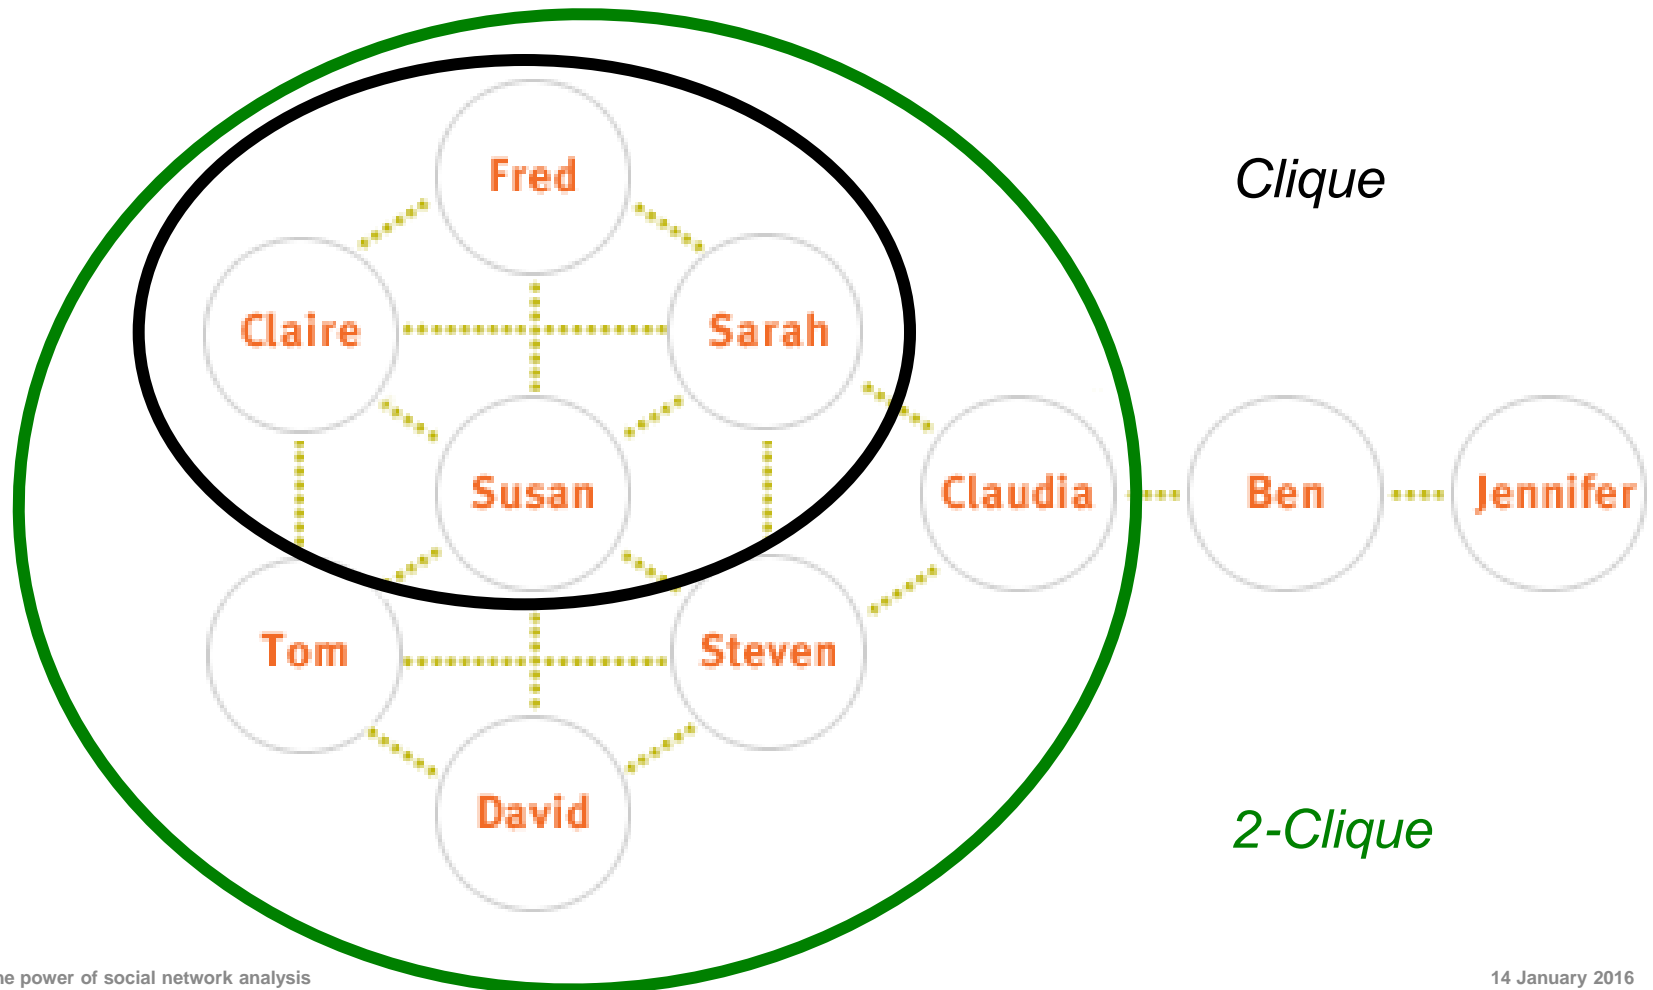 Fred
Clique
Claire
Sarah
Susan
Claudia
Ben
Jennifer
Tom
Steven
David
2-Clique
power of social network analysis
14 January 2016